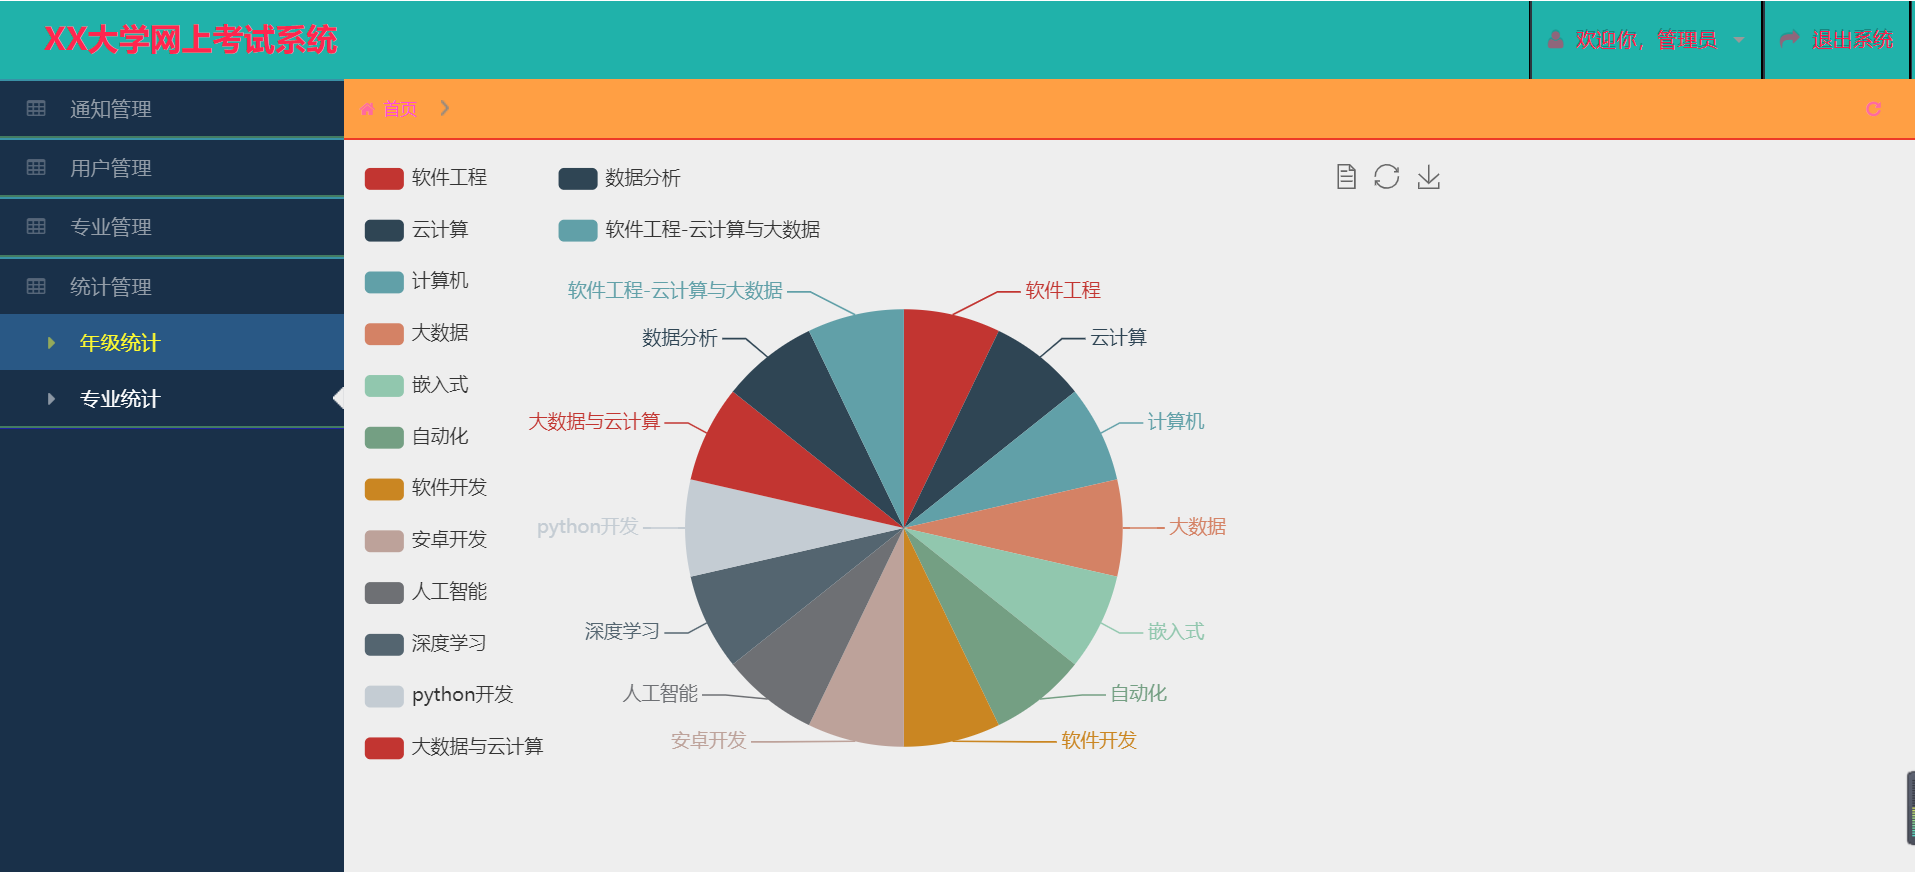 XX大学网上考试系统
欢迎你，管理员
退出系统
通知管理
用户管理
专业管理
统计管理
年级统计
专业统计
首页
软件工程
云计算
计算机
大数据
嵌入式
自动化
软件开发
安卓开发
人工智能
深度学习
python开发
大数据与云计算
数据分析
软件工程-云计算与大数据
软件工程-云计算与大数据
软件工程
数据分析
云计算
大数据与云计算
计算机
python开发
大数据
深度学习
嵌入式
人工智能
自动化
安卓开发
软件开发